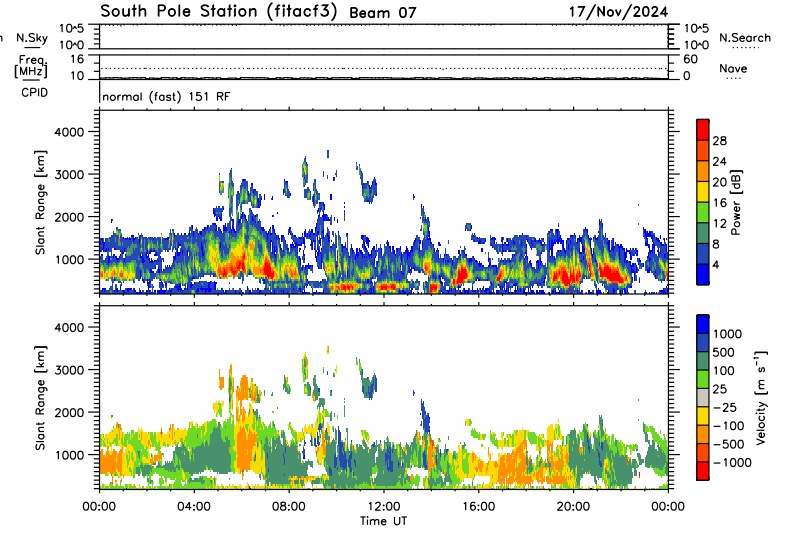 South Pole Station (fitacf3) Beam 07 17/Nov/2024
n N.Sky 10^5 10^5 N.Search
10^0 10^0
Freq. 16 60
[MHz] 10 0 Nave
CPID normal (fast) 151 RF
Slant Range [km]
4000
3000
2000
1000
28
24
20
16
12
8
4
Power [dB]
Slant Range [km]
4000
3000
2000
1000
1000
500
100
25
-25
-100
-500
-1000
Velocity [m s⁻¹]
00:00 04:00 08:00 12:00 16:00 20:00 00:00
Time UT